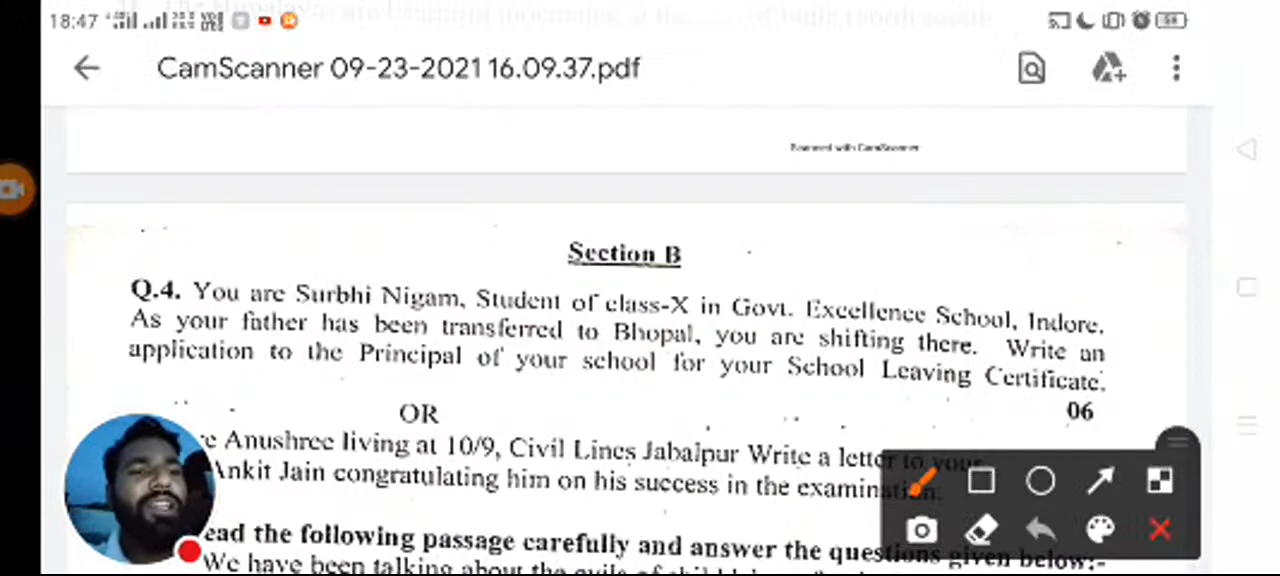 18:47
CamScanner 09-23-2021 16.09.37.pdf
Scanned with CamScanner
Section B
Q.4. You are Surbhi Nigam, Student of class-X in Govt. Excellence School, Indore.
As your father has been transferred to Bhopal, you are shifting there. Write an
application to the Principal of your school for your School Leaving Certificate.
06
OR
e Anushree living at 10/9, Civil Lines Jabalpur Write a letter to your
Ankit Jain congratulating him on his success in the examination.
ead the following passage carefully and answer the questions given below:-
We have been talking about the evils of